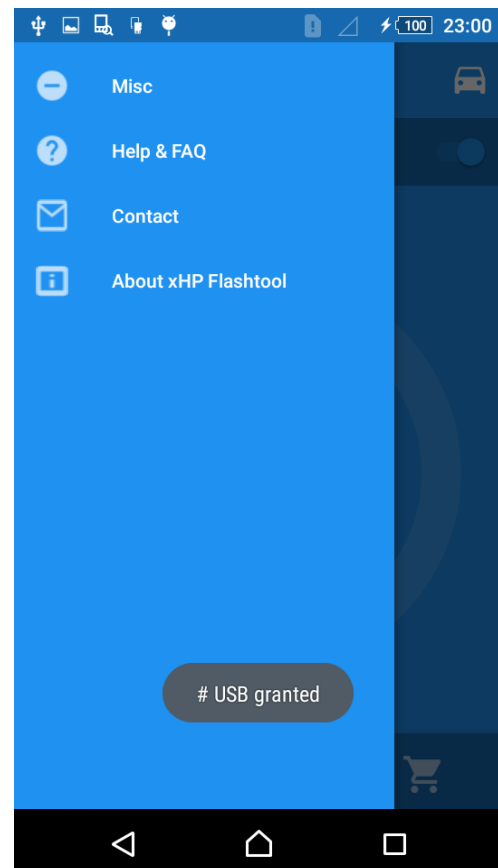 100 23:00
Misc
Help & FAQ
Contact
About xHP Flashtool
# USB granted